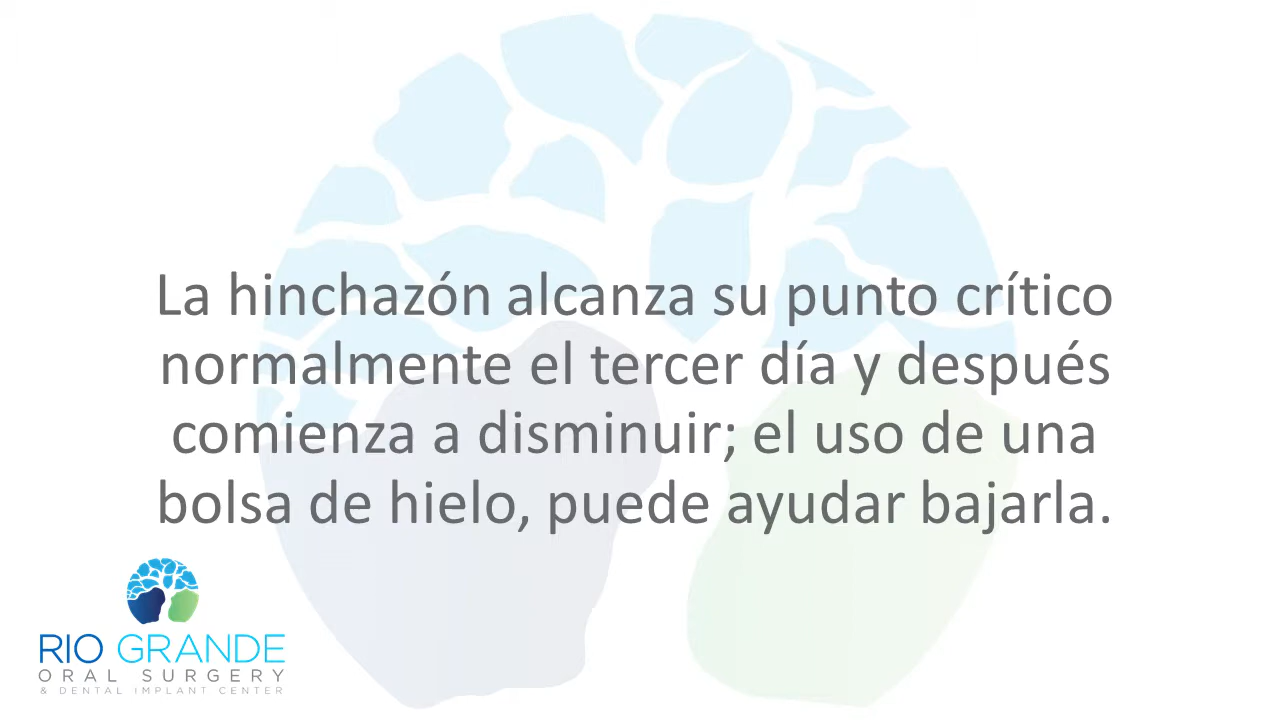 La hinchazón alcanza su punto crítico
normalmente el tercer día y después
comienza a disminuir; el uso de una
bolsa de hielo, puede ayudar bajarla.
RIO GRANDE
ORAL SURGERY
& DENTAL IMPLANT CENTER